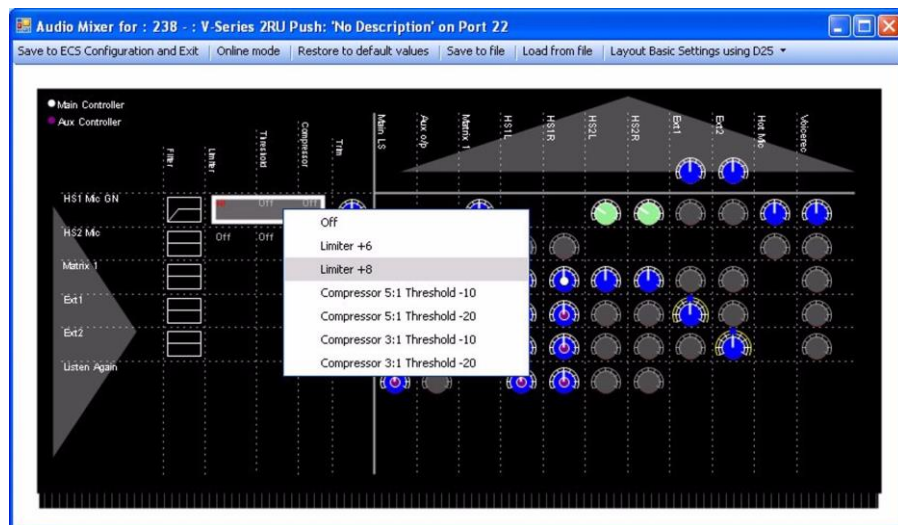 Audio Mixer for : 238 - : V-Series 2RU Push: 'No Description' on Port 22
Save to ECS Configuration and Exit Online mode Restore to default values Save to file Load from file Layout Basic Settings using D25
Main Controller
Aux Controller
Filter
Limiter
Threshold
Compressor
Trim
Main LS
Aux o/p
Matrix 1
HS1L
HS1R
HS2L
HS2R
Ext1
Ext2
Hot Mic
Voicerec
HS1 Mic GN
Off Off
HS2 Mic
Off Off
Matrix 1
Ext1
Ext2
Listen Again
Off
Limiter +6
Limiter +8
Compressor 5:1 Threshold -10
Compressor 5:1 Threshold -20
Compressor 3:1 Threshold -10
Compressor 3:1 Threshold -20